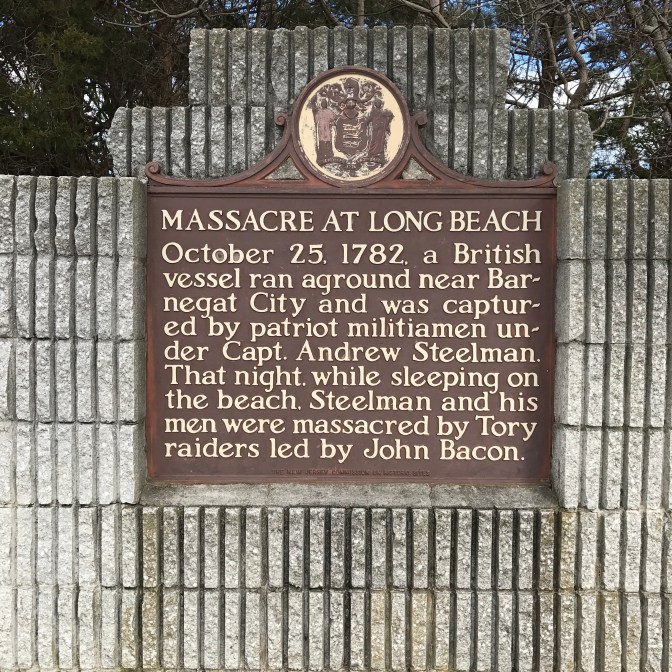 MASSACRE AT LONG BEACH
October 25, 1782, a British
vessel ran aground near Bar-
negat City and was captur-
ed by patriot militiamen un-
der Capt. Andrew Steelman.
That night, while sleeping on
the beach, Steelman and his
men were massacred by Tory
raiders led by John Bacon.